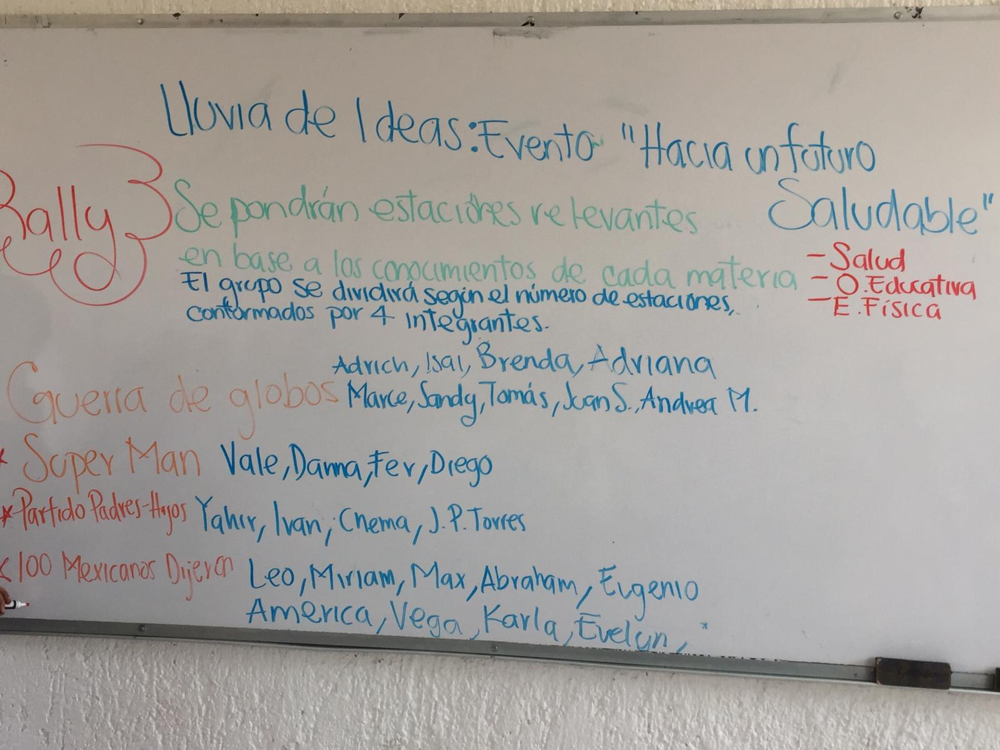 Lluvia de Ideas: Evento "Hacia un futuro
Saludable"
Rally
Se pondrán estaciones relevantes
en base a los conocimientos de cada materia
El grupo se dividirá según el número de estaciones,
conformados por 4 integrantes.
- Salud
- O. Educativa
- E. Física
Adrich, Isai, Brenda, Adriana
Guerra de globos Marce, Sandy, Tomás, Juan S., Andrea M.
* Super Man Vale, Danna, Fer, Diego
* Partido Padres-Hijos Yahir, Ivan, Chema, J.P. Torres
* 100 Mexicanos Dijeron Leo, Miriam, Max, Abraham, Eugenio
America, Vega, Karla, Evelyn,